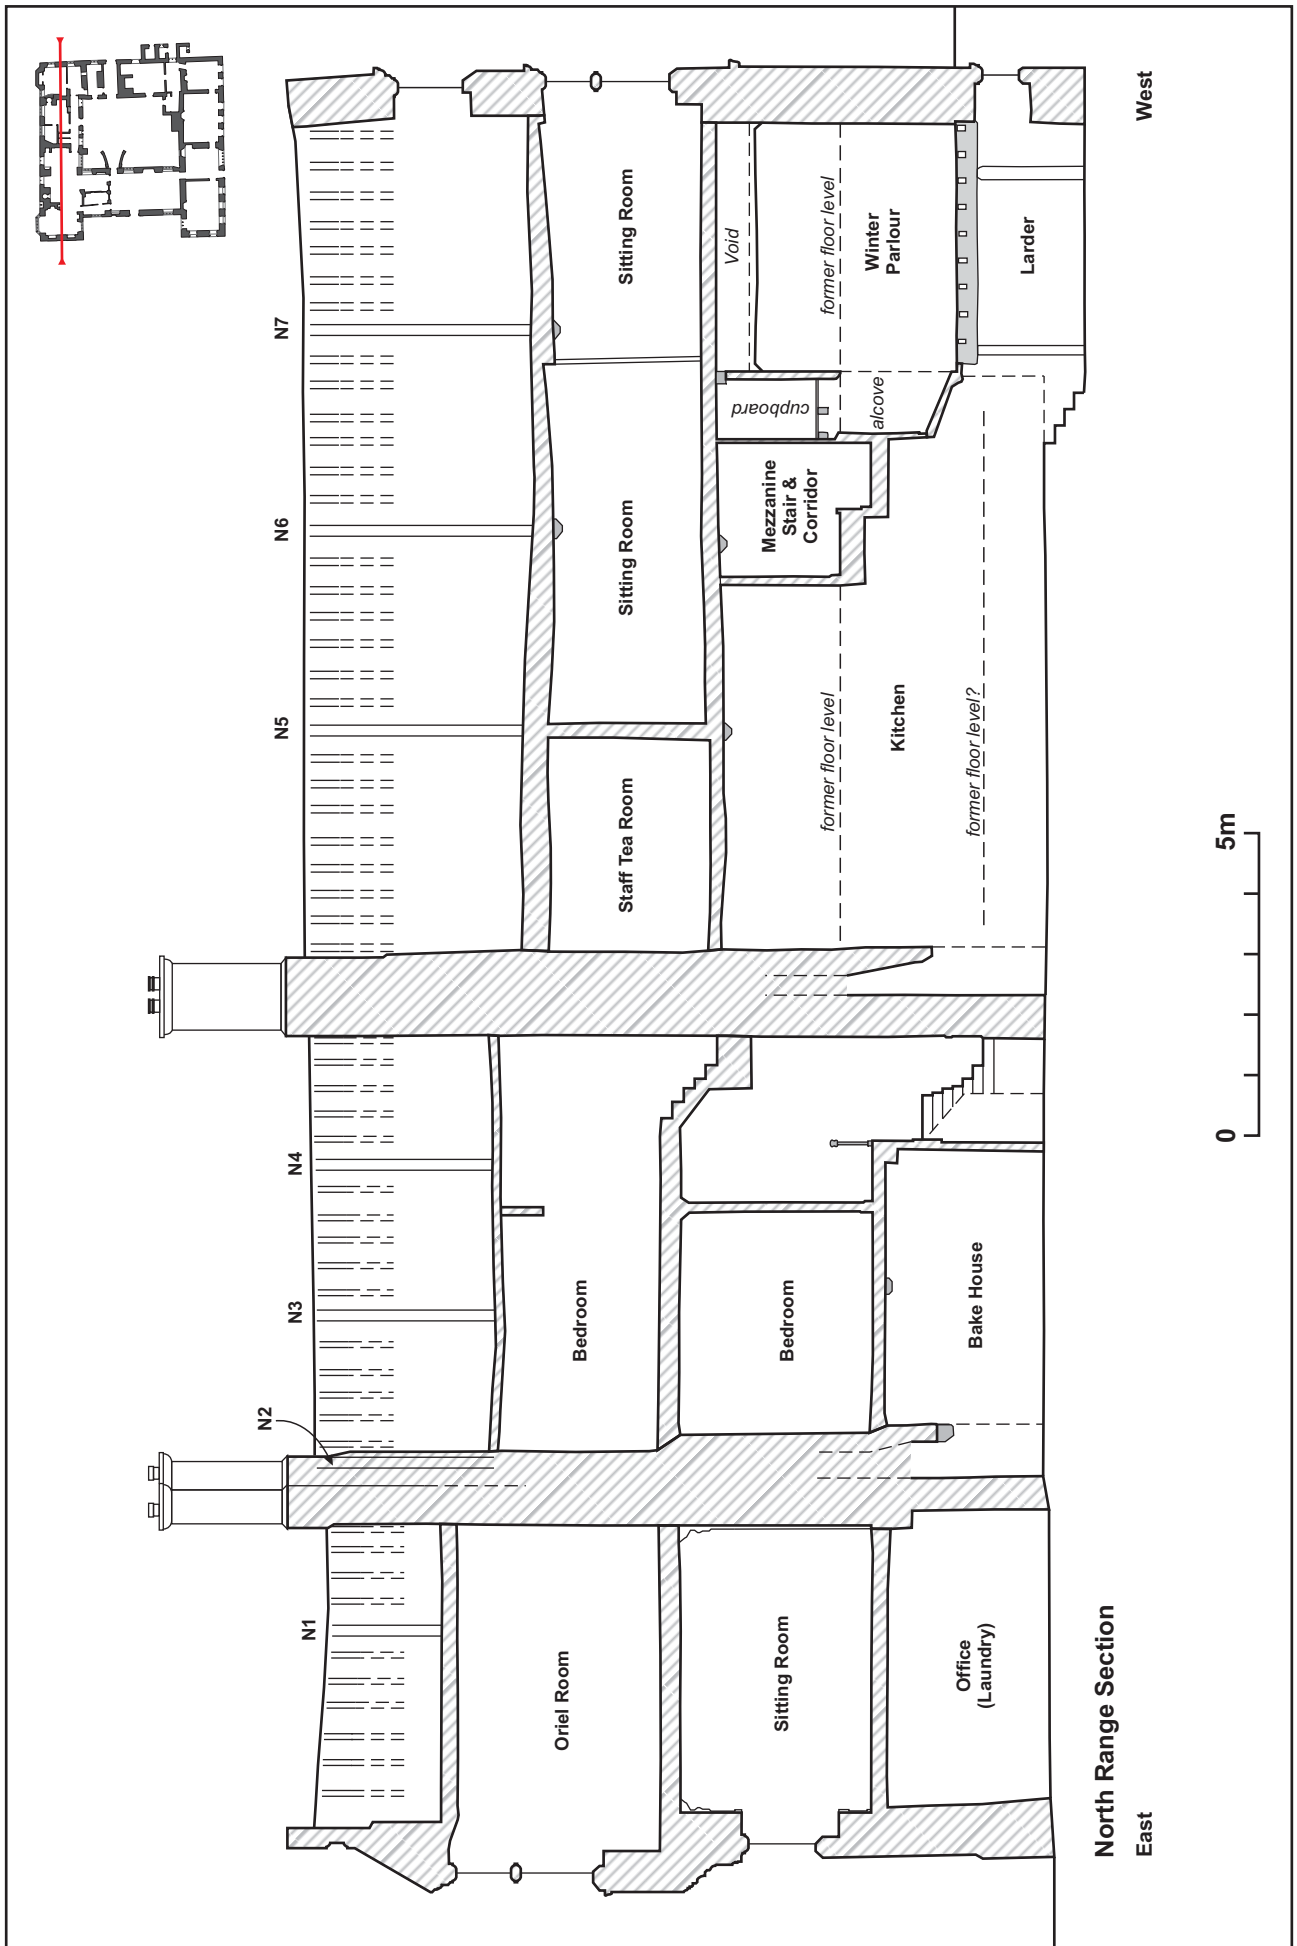 N1
N2
N3
N4
N5
N6
N7
Oriel Room
Bedroom
Staff Tea Room
Sitting Room
Sitting Room
Sitting Room
Bedroom
Mezzanine
Stair &
Corridor
cupboard
Void
former floor level
former floor level
alcove
Winter
Parlour
Office
(Laundry)
Bake House
Kitchen
former floor level?
Larder
North Range Section
East
West
0
5m